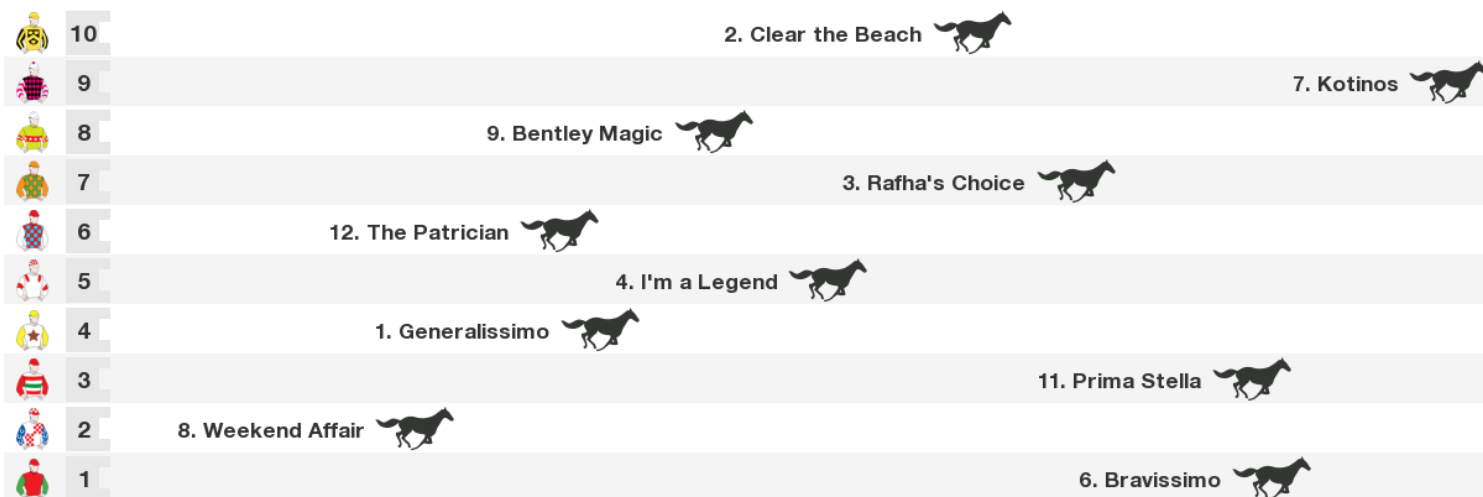 10 2. Clear the Beach
9 7. Kotinos
8 9. Bentley Magic
7 3. Rafha's Choice
6 12. The Patrician
5 4. I'm a Legend
4 1. Generalissimo
3 11. Prima Stella
2 8. Weekend Affair
1 6. Bravissimo